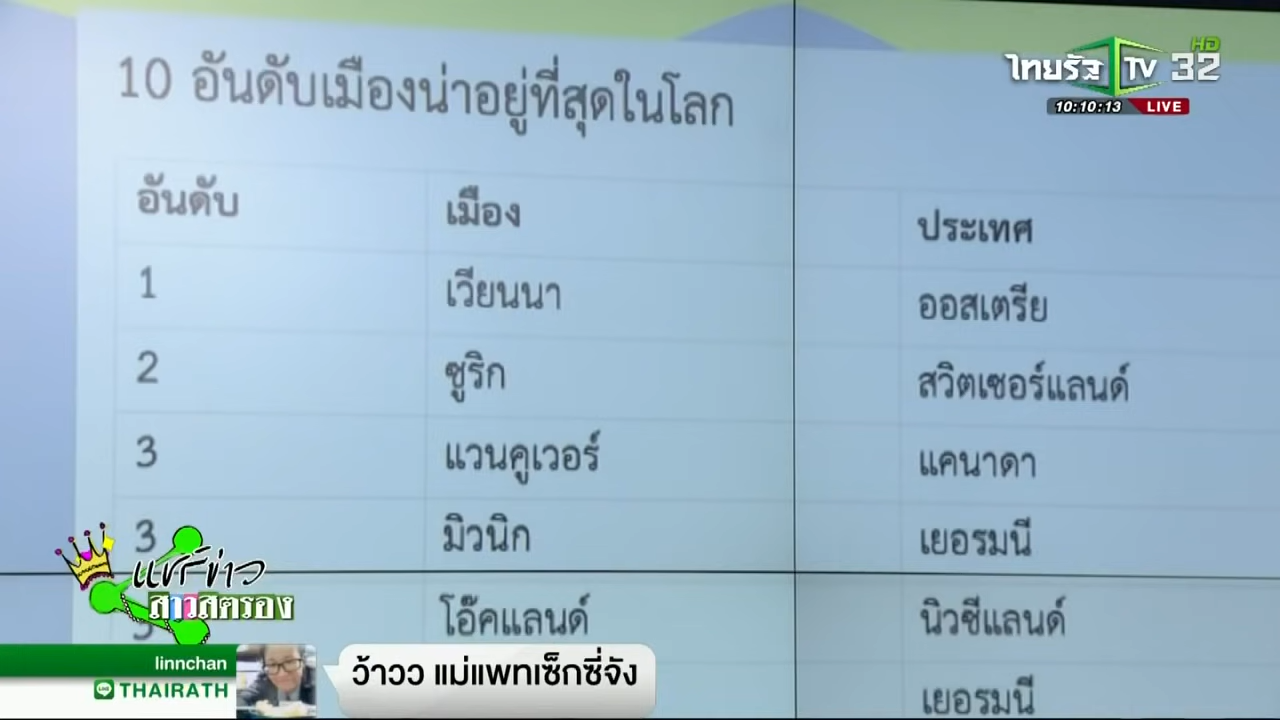 10 อันดับเมืองน่าอยู่ที่สุดในโลก
ไทยรัฐ TV 32 HD
10:10:13 LIVE
อันดับ เมือง ประเทศ
1 เวียนนา ออสเตรีย
2 ซูริก สวิตเซอร์แลนด์
3 แวนคูเวอร์ แคนาดา
3 มิวนิก เยอรมนี
โอ๊คแลนด์ นิวซีแลนด์
เยอรมนี
แชร์ข่าว
สาวสตรอง
linnchan
THAIRATH
ว้าวว แม่แพทเซ็กซี่จัง